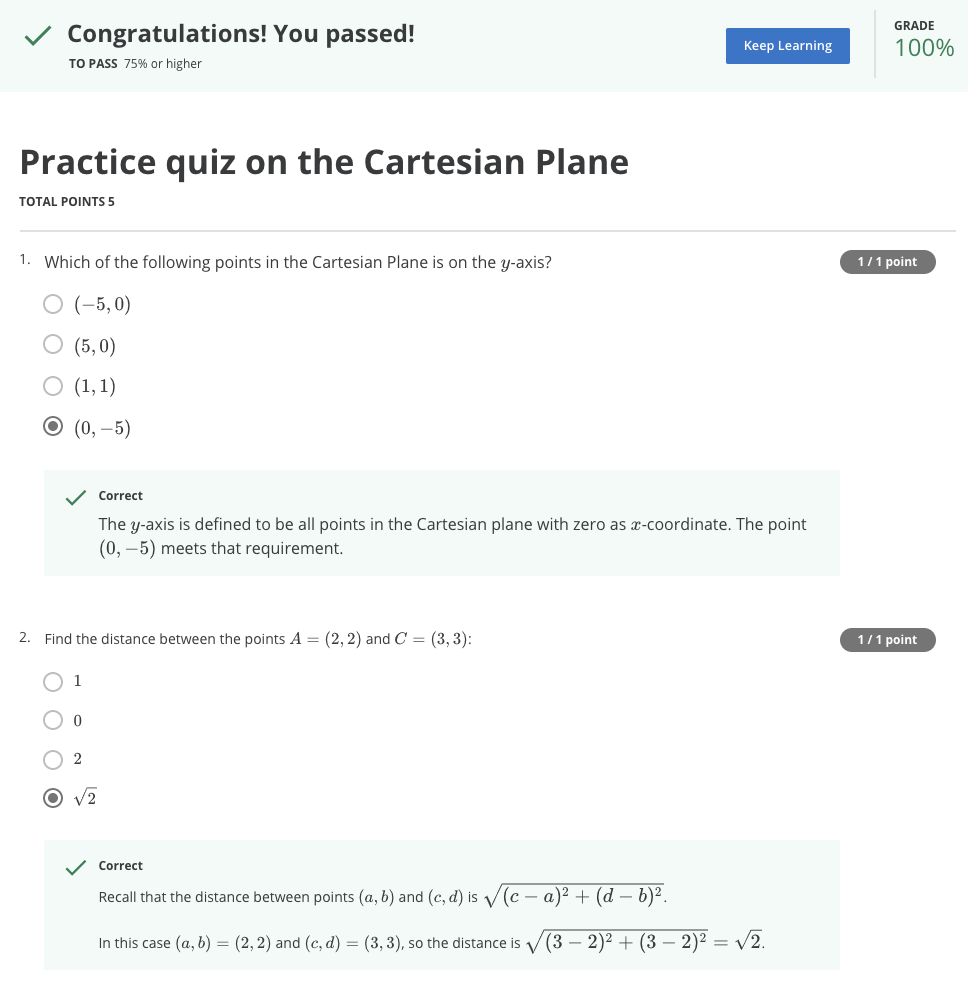 Congratulations! You passed!
TO PASS 75% or higher
Keep Learning
GRADE
100%
Practice quiz on the Cartesian Plane
TOTAL POINTS 5
1. Which of the following points in the Cartesian Plane is on the y-axis?
1 / 1 point
(−5, 0)
(5, 0)
(1, 1)
(0, −5)
Correct
The y-axis is defined to be all points in the Cartesian plane with zero as x-coordinate. The point
(0, −5) meets that requirement.
2. Find the distance between the points A = (2, 2) and C = (3, 3):
1 / 1 point
1
0
2
√2
Correct
Recall that the distance between points (a, b) and (c, d) is √((c − a)² + (d − b)²).
In this case (a, b) = (2, 2) and (c, d) = (3, 3), so the distance is √((3 − 2)² + (3 − 2)²) = √2.